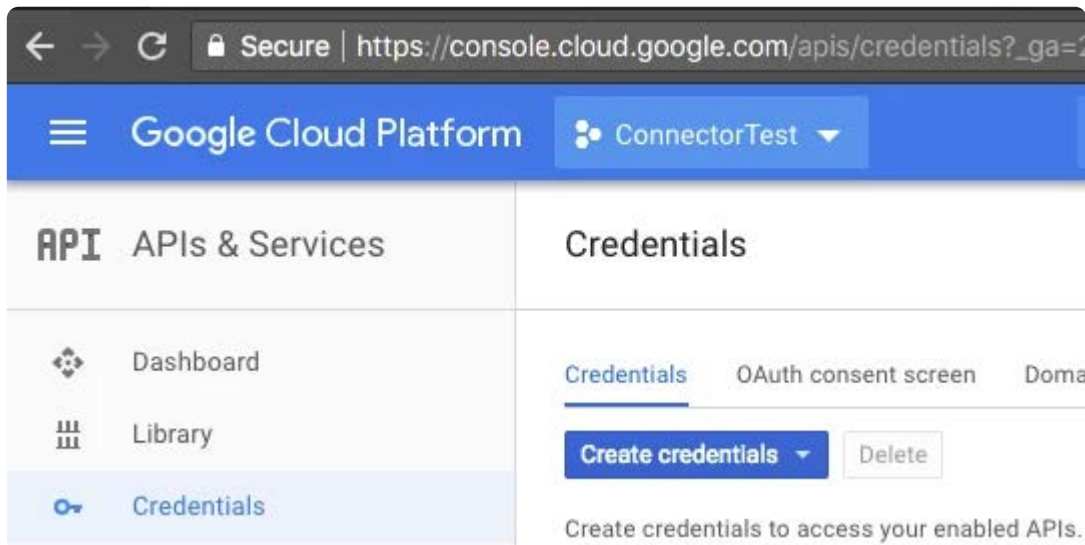 Secure | https://console.cloud.google.com/apis/credentials?_ga=
Google Cloud Platform ConnectorTest
API APIs & Services
Credentials
Dashboard
Library
Credentials
Credentials OAuth consent screen Doma
Create credentials Delete
Create credentials to access your enabled APIs.